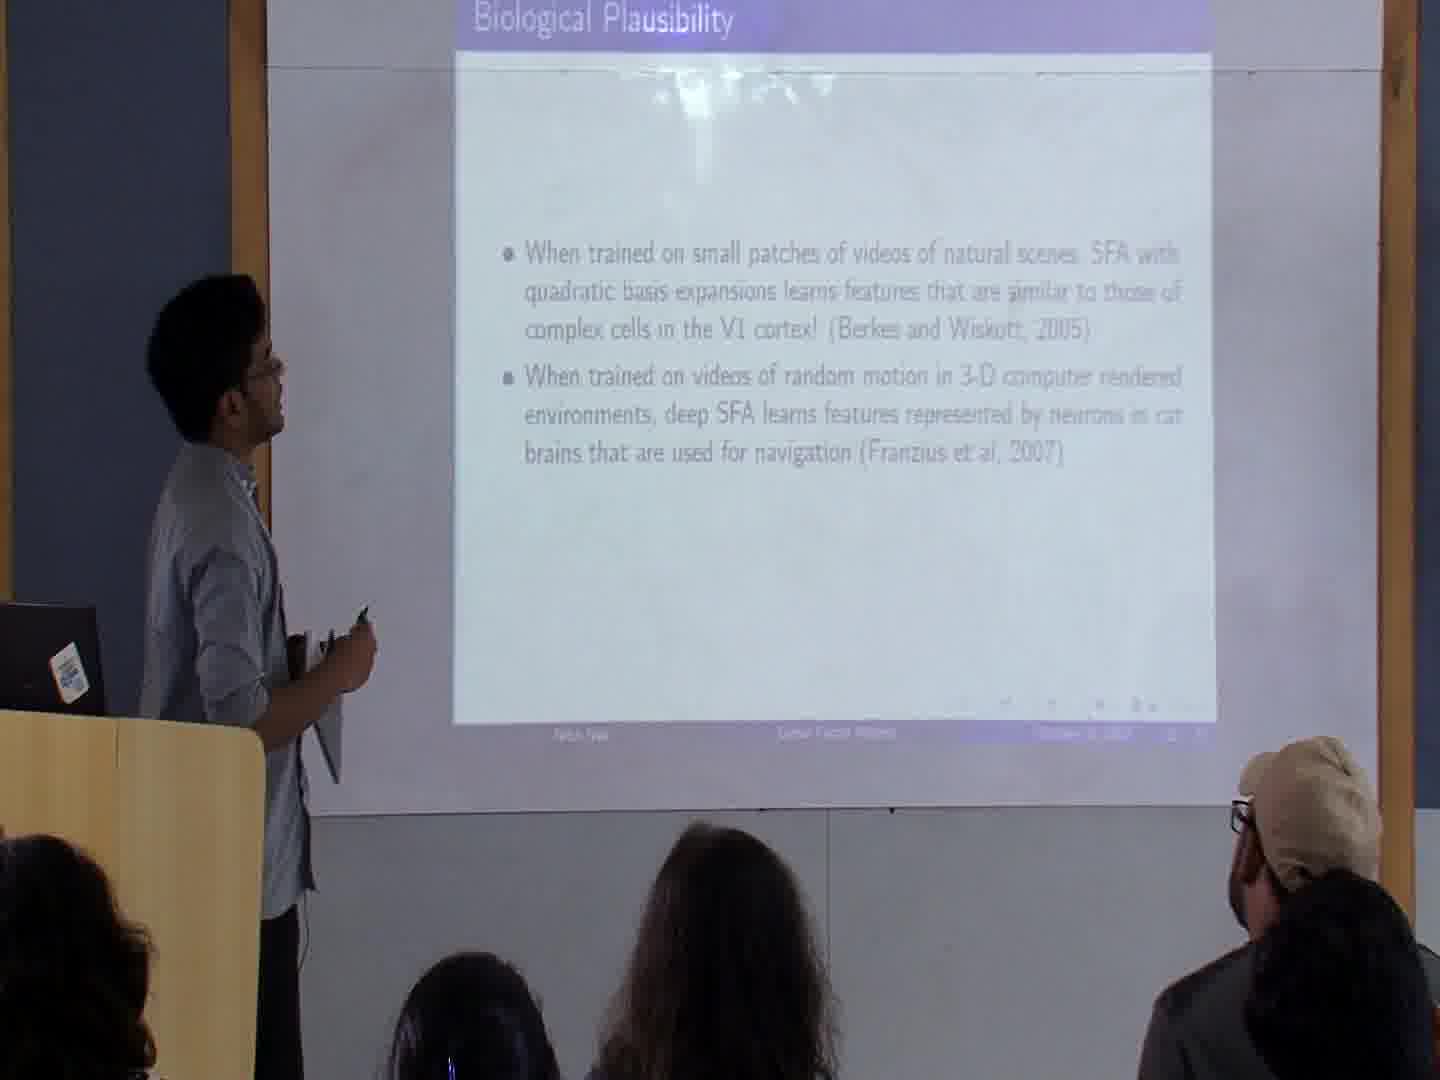 Biological Plausibility
When trained on small patches of videos of natural scenes, SFA with
quadratic basis expansions learns features that are similar to those of
complex cells in the V1 cortex! (Berkes and Wiskott, 2005)
When trained on videos of random motion in 3-D computer rendered
environments, deep SFA learns features represented by neurons in
brains that are used for navigation (Franzius et al, 2007)